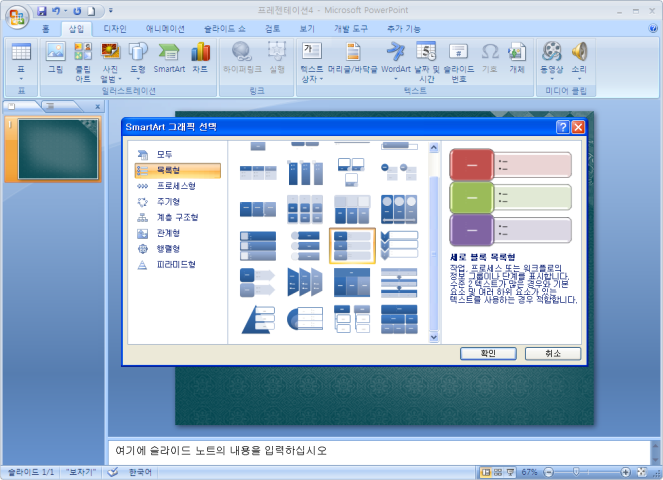 프레젠테이션4 - Microsoft PowerPoint
홈 삽입 디자인 애니메이션 슬라이드 쇼 검토 보기 개발 도구 추가 기능
표 그림 클립 아트 사진 앨범 도형 SmartArt 차트 하이퍼링크 실행 텍스트 상자 머리글/바닥글 WordArt 날짜 및 시간 슬라이드 번호 기호 개체 동영상 소리
표 일러스트레이션 링크 텍스트 미디어 클립
1
SmartArt 그래픽 선택
모두
목록형
프로세스형
주기형
계층 구조형
관계형
행렬형
피라미드형
세로 블록 목록형
작업, 프로세스 또는 워크플로의
정보 그룹이나 단계를 표시합니다.
수준 2 텍스트가 많은 경우와 기본
요소 및 여러 하위 요소가 있는
텍스트를 사용하는 경우 적합합니다.
확인 취소
여기에 슬라이드 노트의 내용을 입력하십시오
슬라이드 1/1 "보자기" 한국어 67%